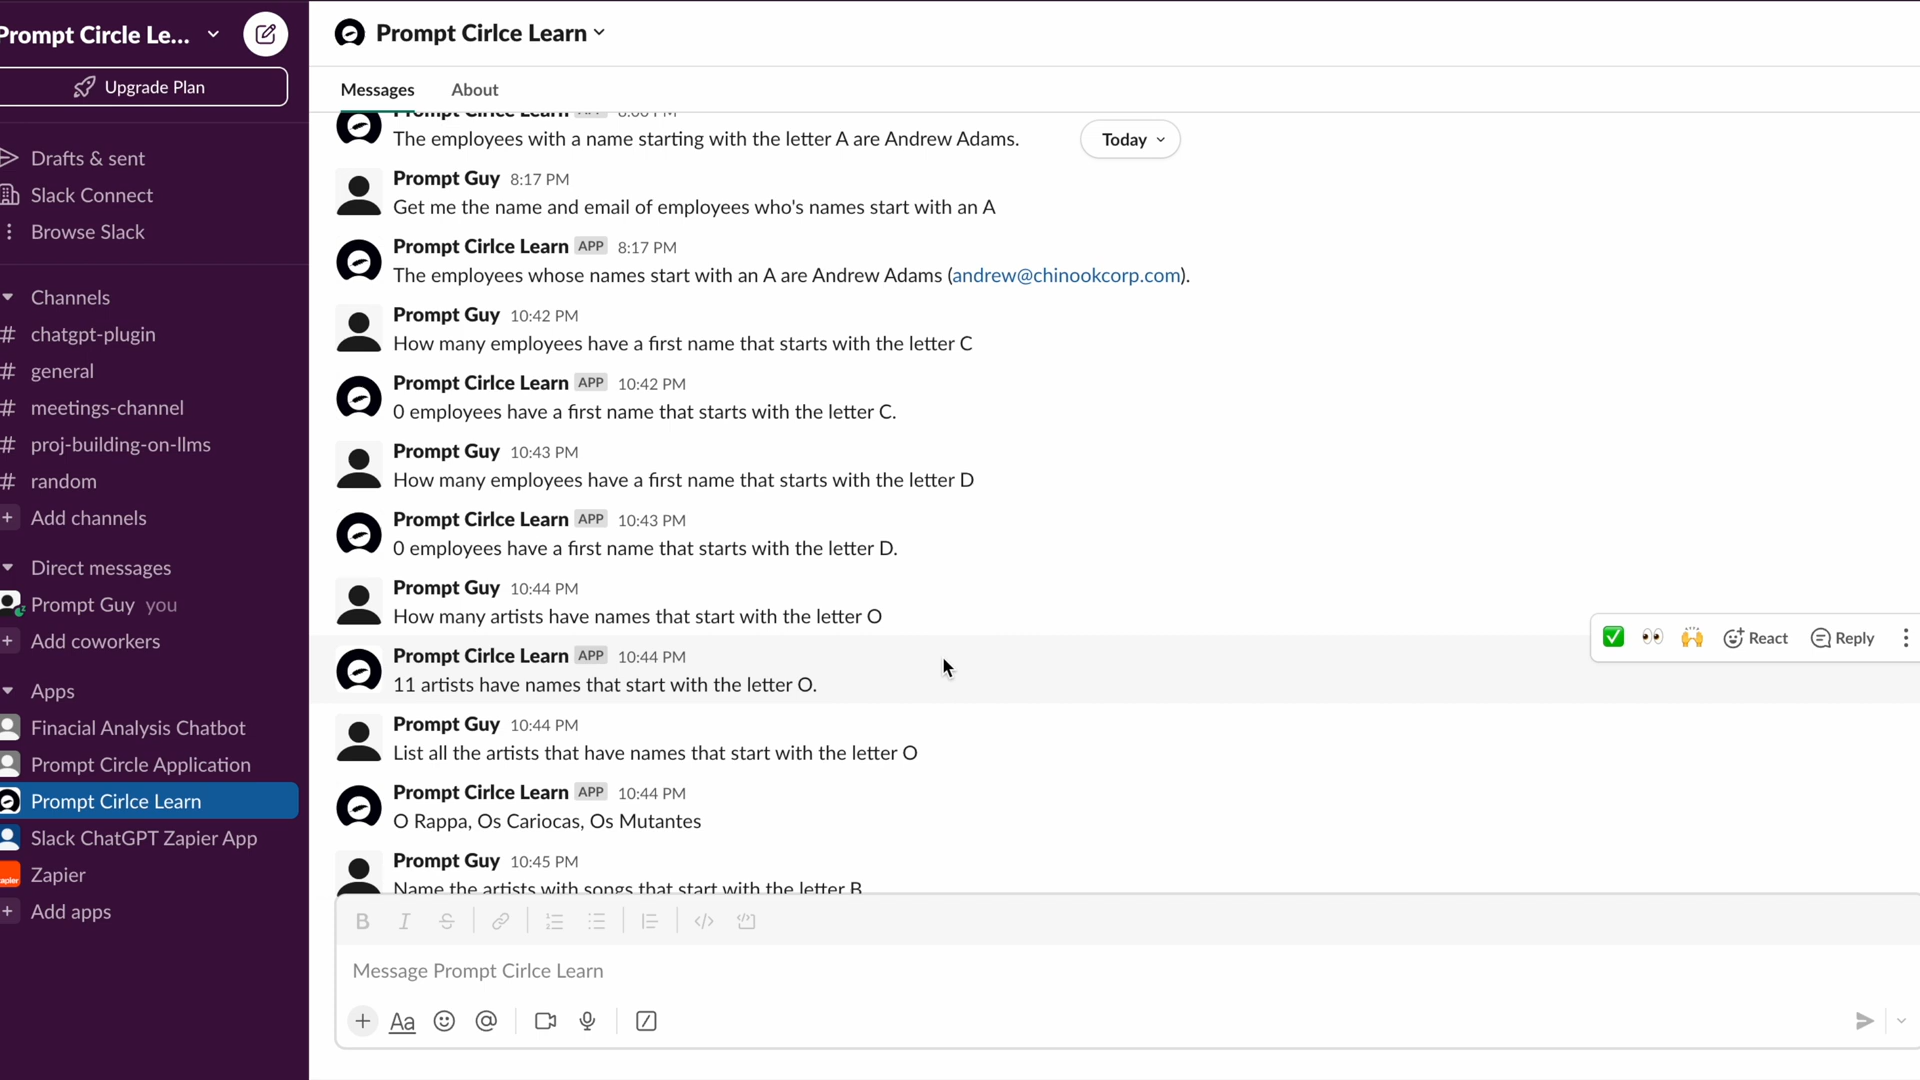 Prompt Circle Le...
Upgrade Plan
Drafts & sent
Slack Connect
Browse Slack
Channels
# chatgpt-plugin
# general
# meetings-channel
# proj-building-on-llms
# random
+ Add channels
Direct messages
Prompt Guy you
+ Add coworkers
Apps
Finacial Analysis Chatbot
Prompt Circle Application
Prompt Cirlce Learn
Slack ChatGPT Zapier App
zapier Zapier
+ Add apps
Prompt Cirlce Learn
Messages About
Prompt Cirlce Learn APP
The employees with a name starting with the letter A are Andrew Adams.
Today
Prompt Guy 8:17 PM
Get me the name and email of employees who's names start with an A
Prompt Cirlce Learn APP 8:17 PM
The employees whose names start with an A are Andrew Adams (andrew@chinookcorp.com).
Prompt Guy 10:42 PM
How many employees have a first name that starts with the letter C
Prompt Cirlce Learn APP 10:42 PM
0 employees have a first name that starts with the letter C.
Prompt Guy 10:43 PM
How many employees have a first name that starts with the letter D
Prompt Cirlce Learn APP 10:43 PM
0 employees have a first name that starts with the letter D.
Prompt Guy 10:44 PM
How many artists have names that start with the letter O
React Reply
Prompt Cirlce Learn APP 10:44 PM
11 artists have names that start with the letter O.
Prompt Guy 10:44 PM
List all the artists that have names that start with the letter O
Prompt Cirlce Learn APP 10:44 PM
O Rappa, Os Cariocas, Os Mutantes
Prompt Guy 10:45 PM
Name the artists with songs that start with the letter B
B I S
Message Prompt Cirlce Learn
+ Aa @